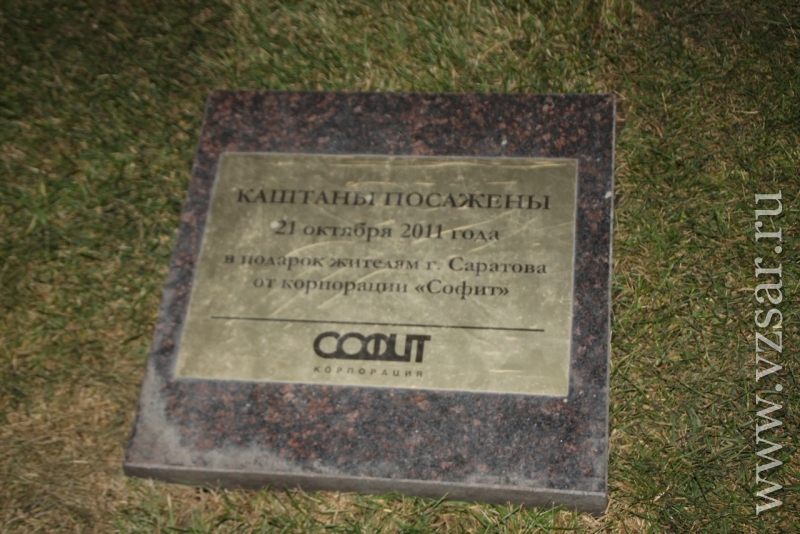 КАШТАНЫ ПОСАЖЕНЫ
21 октября 2011 года
в подарок жителям г. Саратова
от корпорации «Софит»
СОФИТ
КОРПОРАЦИЯ
www.vzsar.ru